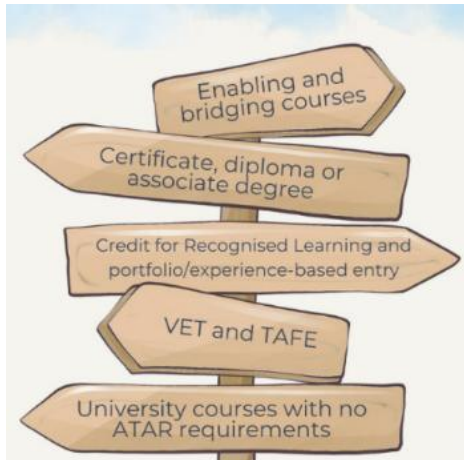 Enabling and
bridging courses
Certificate, diploma or
associate degree
Credit for Recognised Learning and
portfolio/experience-based entry
VET and TAFE
University courses with no
ATAR requirements